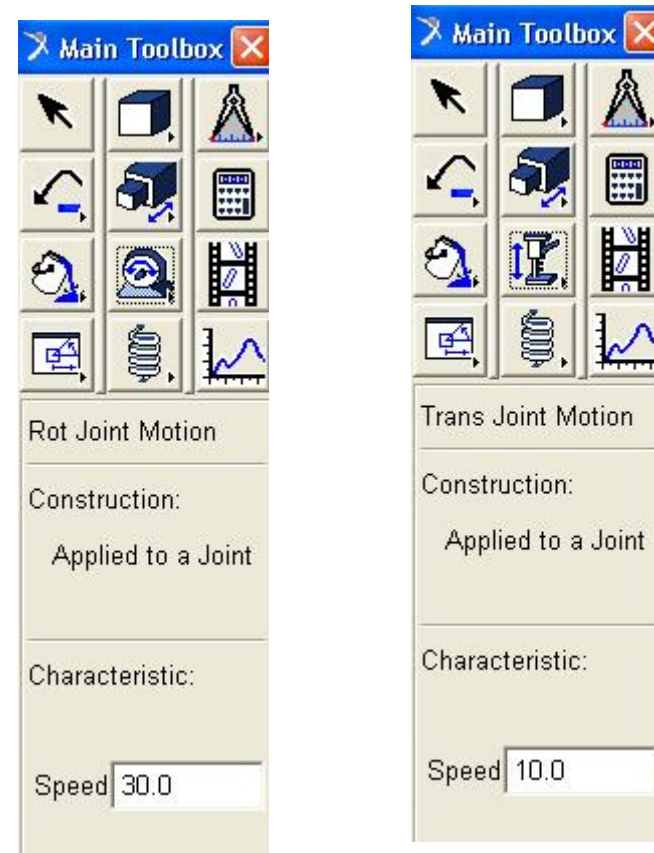 Main Toolbox
Rot Joint Motion
Construction:
Applied to a Joint
Characteristic:
Speed 30.0
Main Toolbox
Trans Joint Motion
Construction:
Applied to a Joint
Characteristic:
Speed 10.0